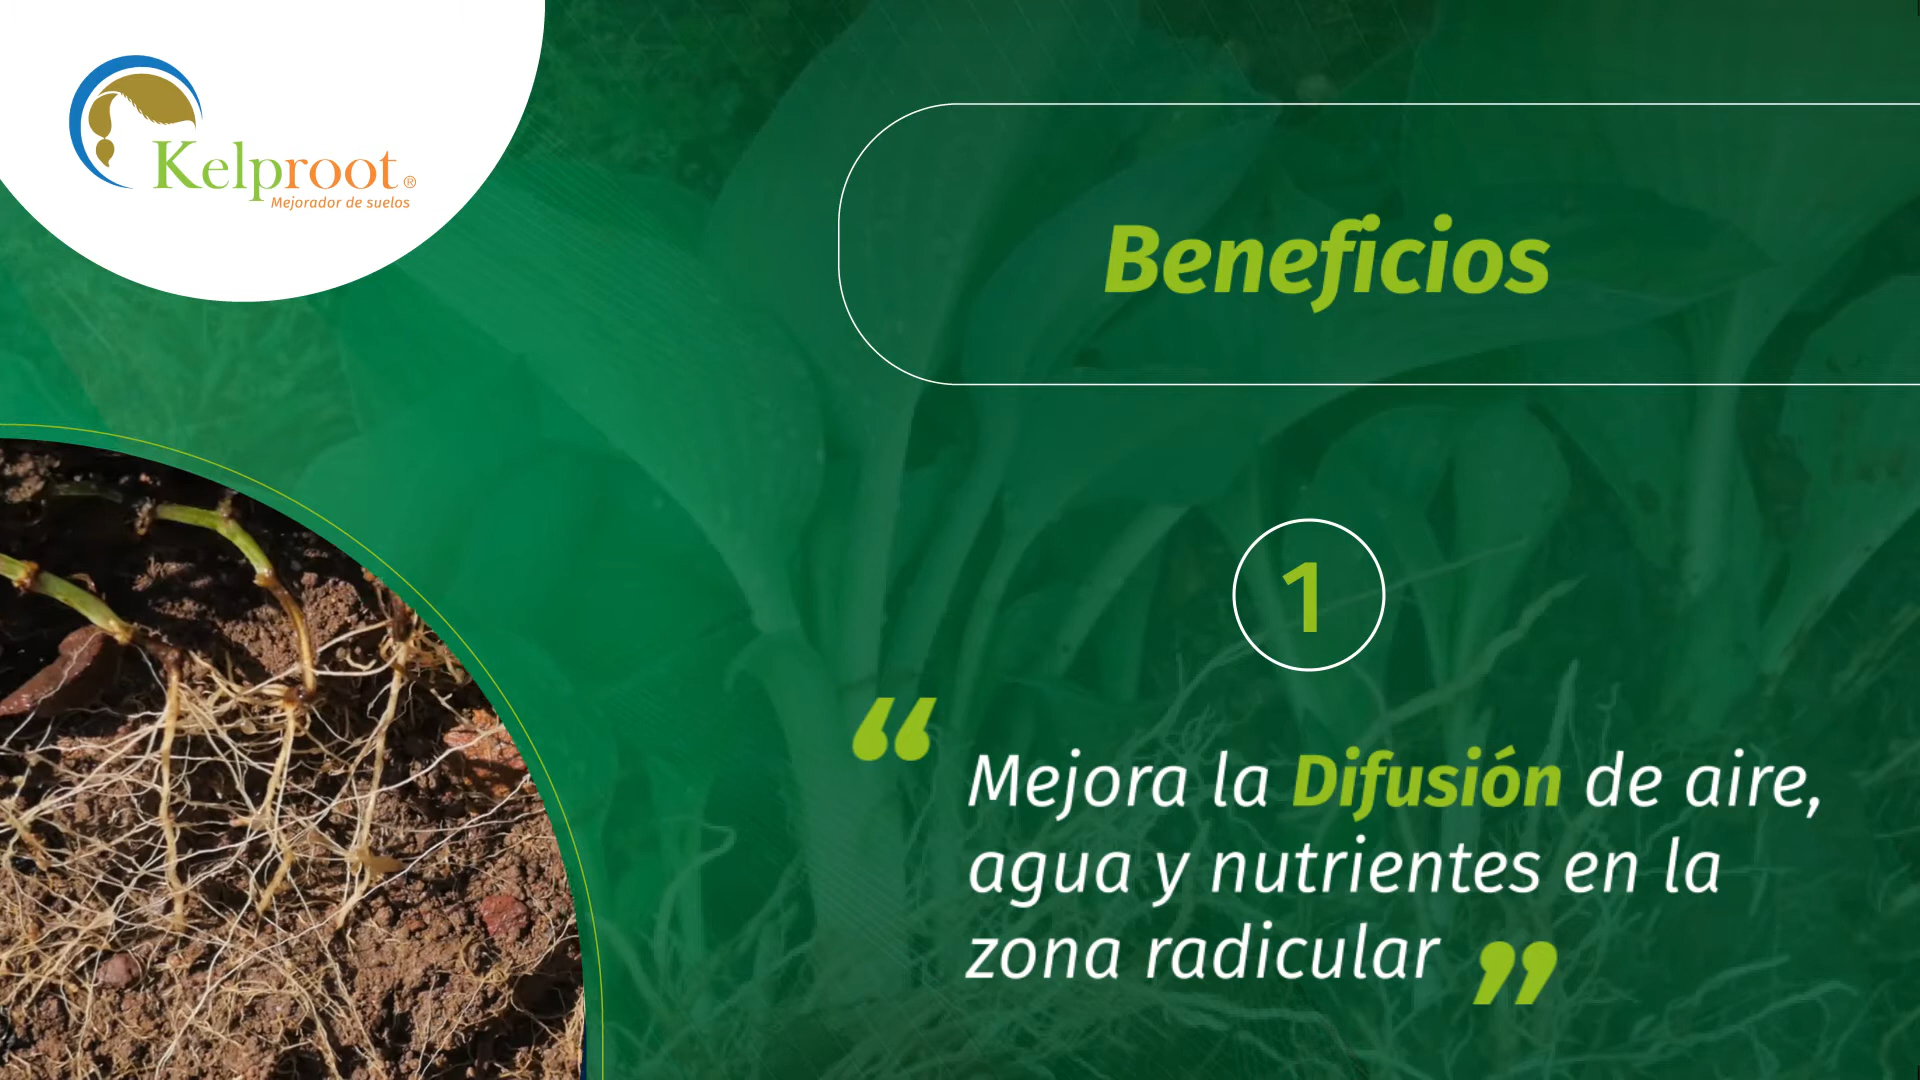 Kelproot®
Mejorador de suelos
Beneficios
1
“Mejora la Difusión de aire,
agua y nutrientes en la
zona radicular”